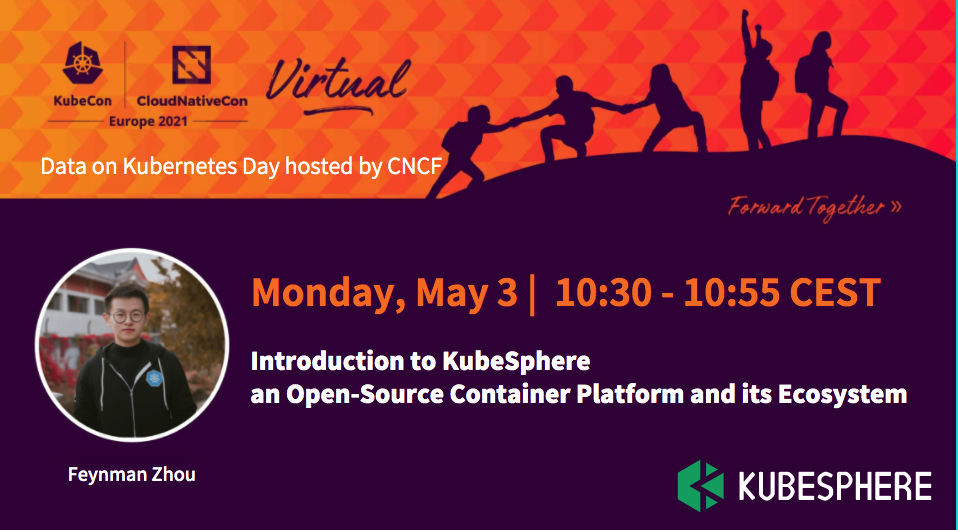 KubeCon
CloudNativeCon
Europe 2021
Virtual
Data on Kubernetes Day hosted by CNCF
Forward Together »
Monday, May 3 | 10:30 - 10:55 CEST
Introduction to KubeSphere
an Open-Source Container Platform and its Ecosystem
Feynman Zhou
KUBESPHERE